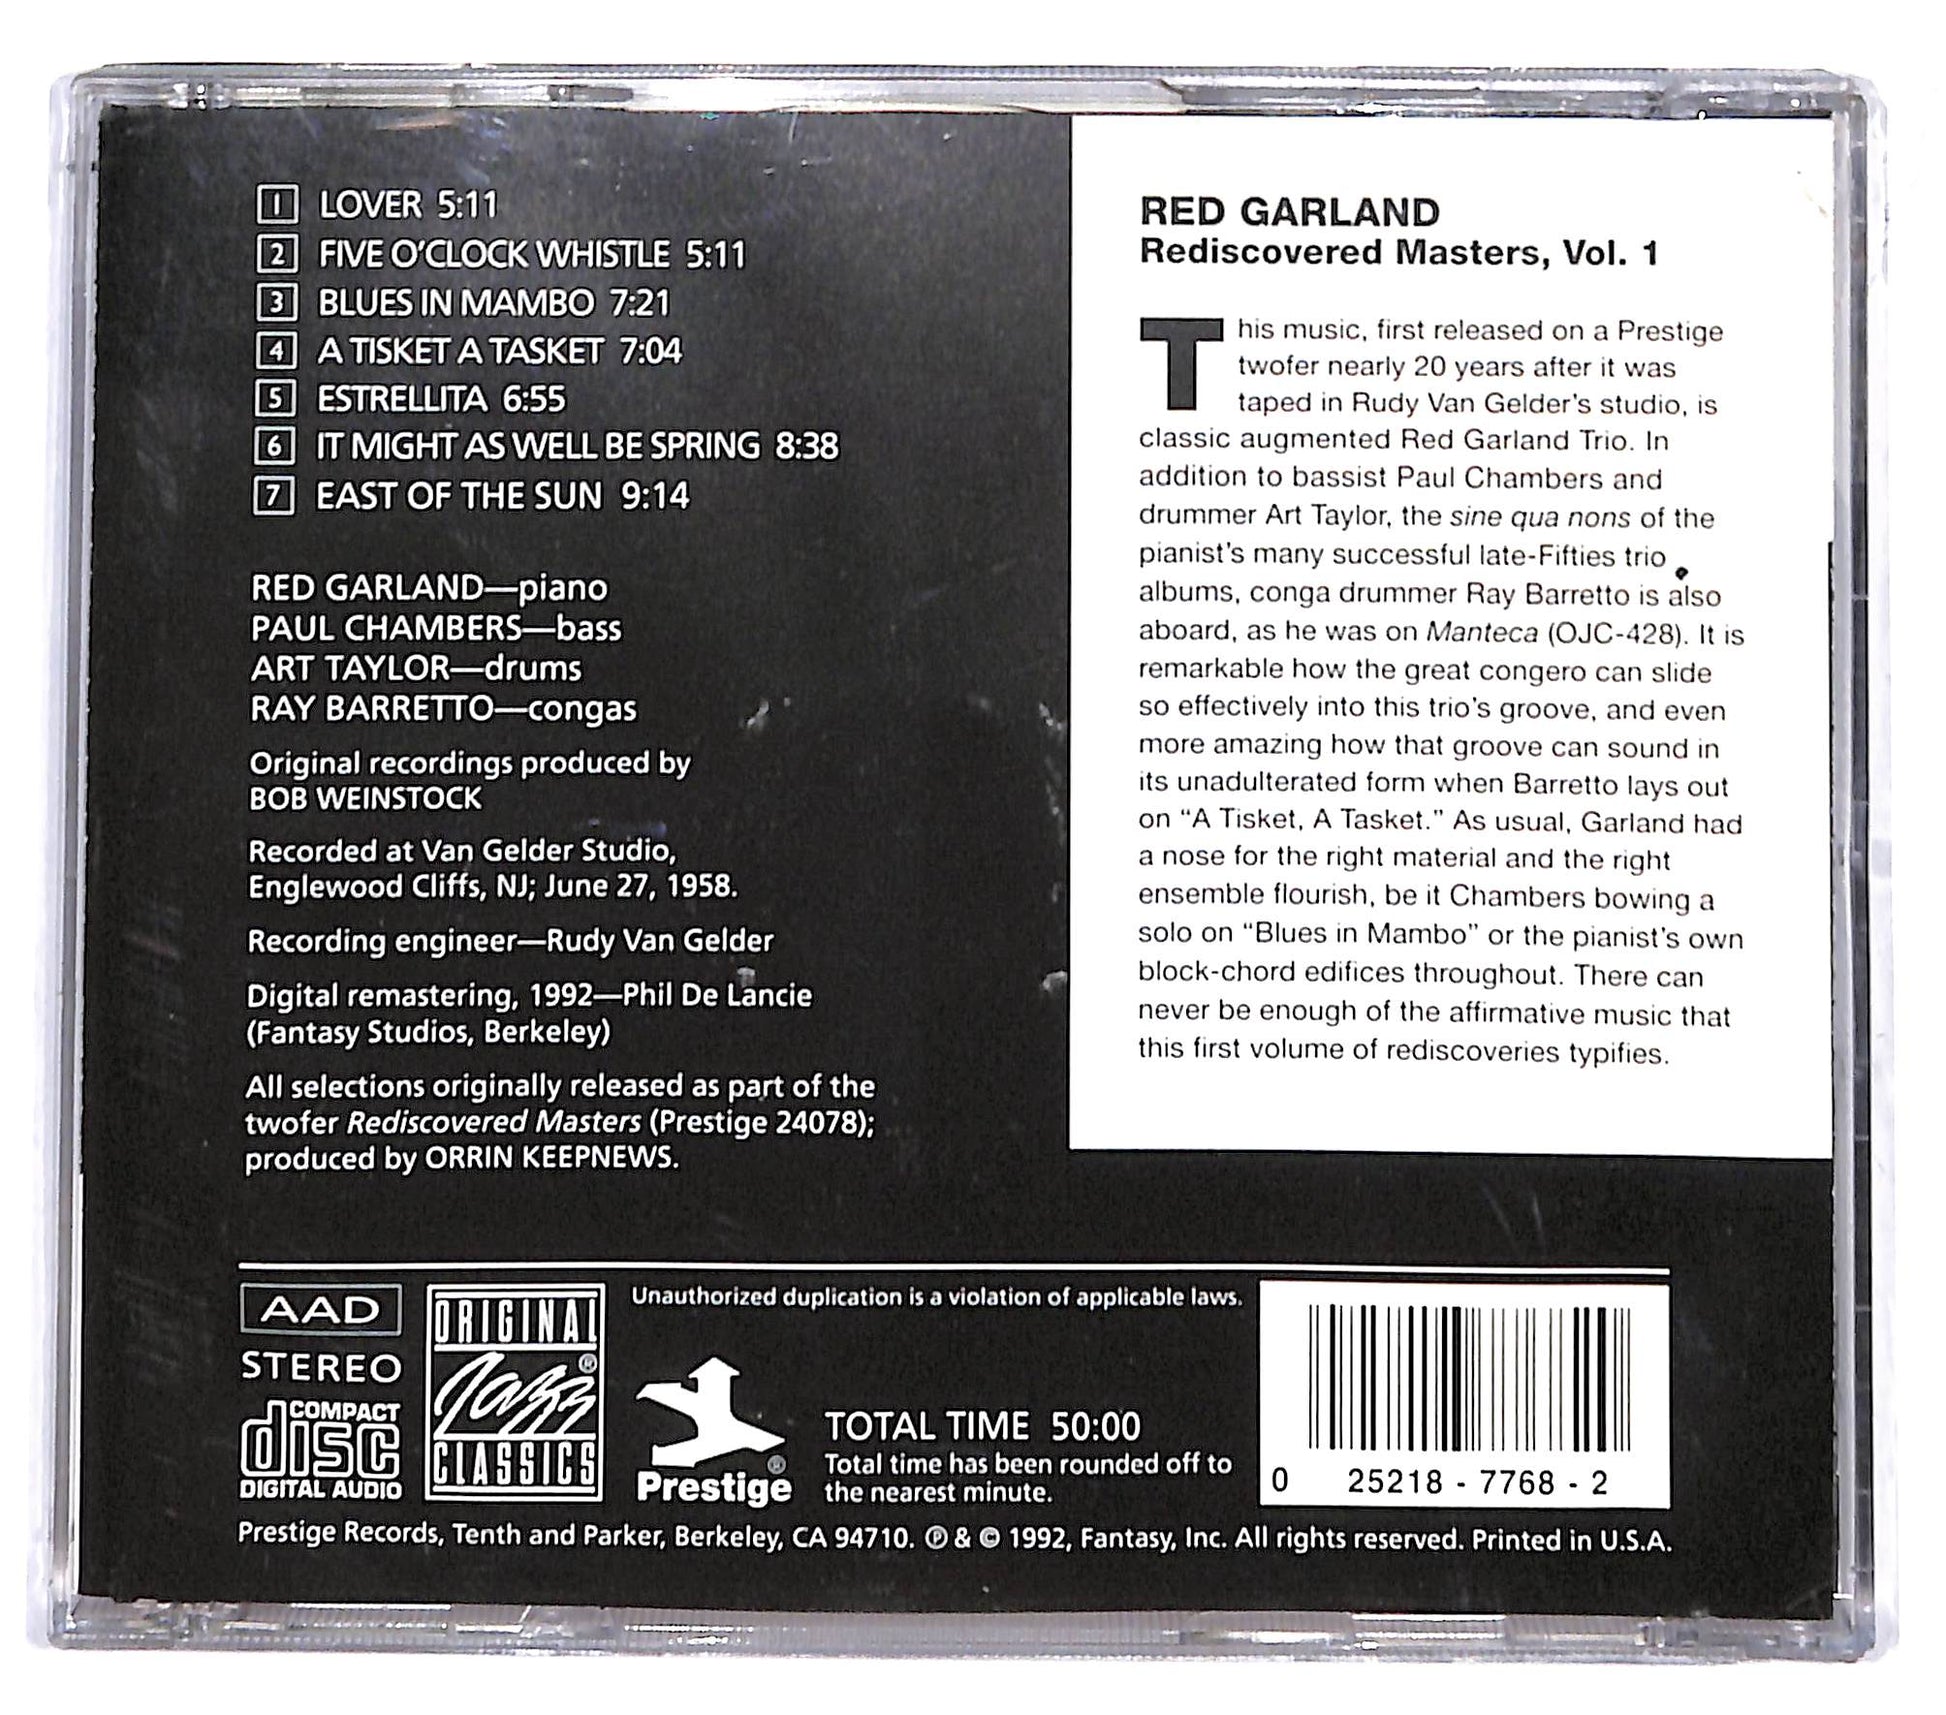 1 LOVER 5:11
2 FIVE O'CLOCK WHISTLE 5:11
3 BLUES IN MAMBO 7:21
4 A TISKET A TASKET 7:04
5 ESTRELLITA 6:55
6 IT MIGHT AS WELL BE SPRING 8:38
7 EAST OF THE SUN 9:14
RED GARLAND—piano
PAUL CHAMBERS—bass
ART TAYLOR—drums
RAY BARRETTO—congas
Original recordings produced by
BOB WEINSTOCK
Recorded at Van Gelder Studio,
Englewood Cliffs, NJ; June 27, 1958.
Recording engineer—Rudy Van Gelder
Digital remastering, 1992—Phil De Lancie
(Fantasy Studios, Berkeley)
All selections originally released as part of the
twofer Rediscovered Masters (Prestige 24078);
produced by ORRIN KEEPNEWS.
RED GARLAND
Rediscovered Masters, Vol. 1
This music, first released on a Prestige
twofer nearly 20 years after it was
taped in Rudy Van Gelder's studio, is
classic augmented Red Garland Trio. In
addition to bassist Paul Chambers and
drummer Art Taylor, the sine qua nons of the
pianist's many successful late-Fifties trio
albums, conga drummer Ray Barretto is also
aboard, as he was on Manteca (OJC-428). It is
remarkable how the great congero can slide
so effectively into this trio's groove, and even
more amazing how that groove can sound in
its unadulterated form when Barretto lays out
on "A Tisket, A Tasket." As usual, Garland had
a nose for the right material and the right
ensemble flourish, be it Chambers bowing a
solo on "Blues in Mambo" or the pianist's own
block-chord edifices throughout. There can
never be enough of the affirmative music that
this first volume of rediscoveries typifies.
AAD
STEREO
COMPACT
disc
DIGITAL AUDIO
ORIGINAL
Jazz®
CLASSICS
Unauthorized duplication is a violation of applicable laws.
Prestige®
TOTAL TIME 50:00
Total time has been rounded off to
the nearest minute.
0 25218 - 7768 - 2
Prestige Records, Tenth and Parker, Berkeley, CA 94710. ℗ & © 1992, Fantasy, Inc. All rights reserved. Printed in U.S.A.